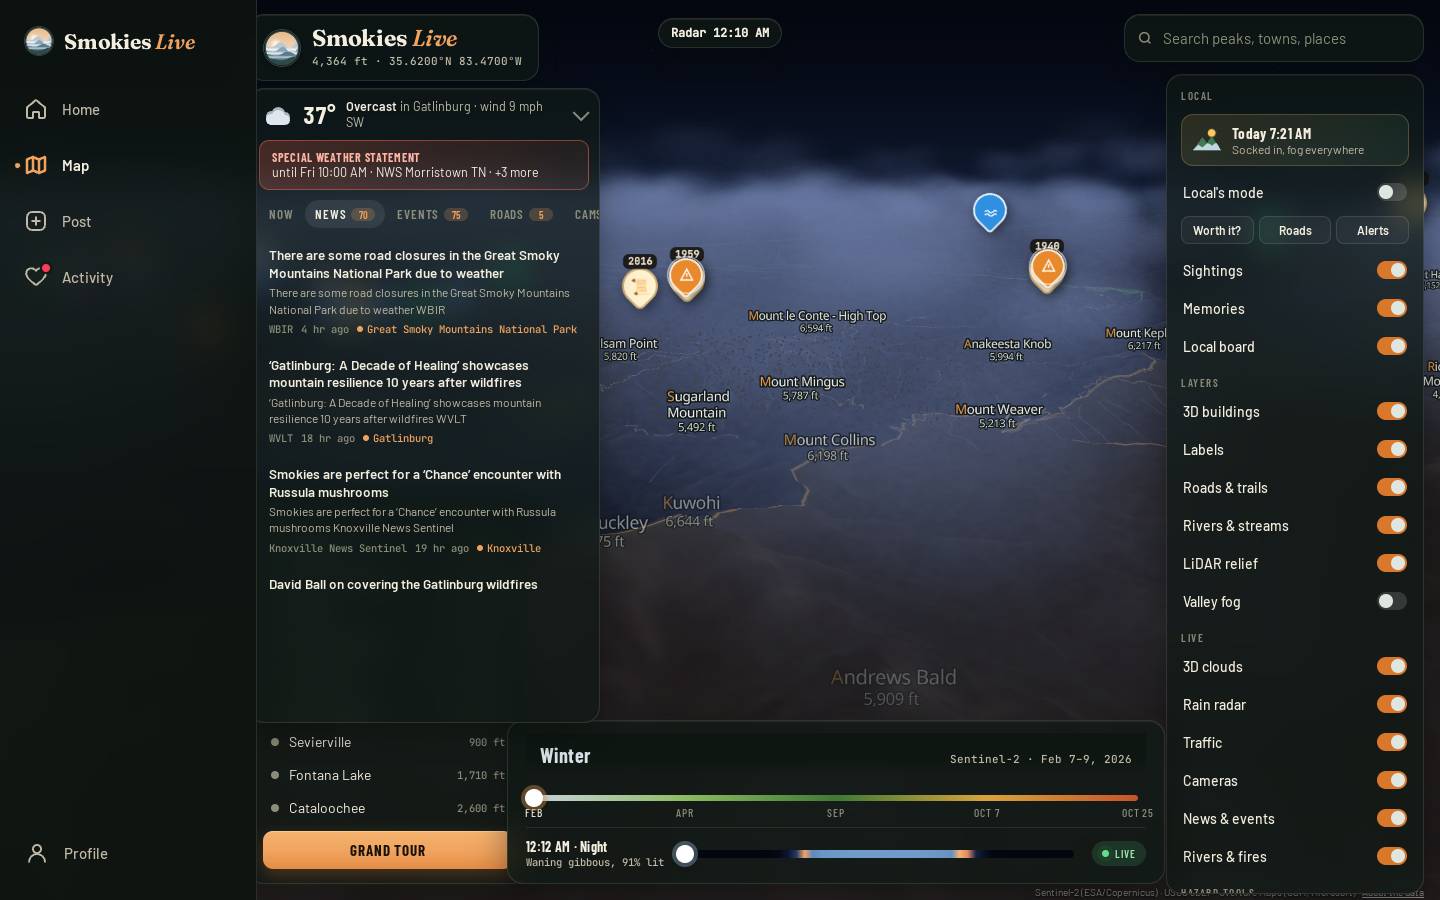 Smokies Live
Home
Map
Post
Activity
Profile
Smokies Live
4,364 ft · 35.6200°N 83.4700°W
Radar 12:10 AM
Search peaks, towns, places
37° Overcast in Gatlinburg · wind 9 mph
SW
SPECIAL WEATHER STATEMENT
until Fri 10:00 AM · NWS Morristown TN · +3 more
NOW NEWS 70 EVENTS 75 ROADS 5 CAMS
There are some road closures in the Great Smoky
Mountains National Park due to weather
There are some road closures in the Great Smoky Mountains
National Park due to weather WBIR
WBIR 4 hr ago Great Smoky Mountains National Park
‘Gatlinburg: A Decade of Healing’ showcases
mountain resilience 10 years after wildfires
‘Gatlinburg: A Decade of Healing’ showcases mountain
resilience 10 years after wildfires WVLT
WVLT 18 hr ago Gatlinburg
Smokies are perfect for a ‘Chance’ encounter with
Russula mushrooms
Smokies are perfect for a ‘Chance’ encounter with Russula
mushrooms Knoxville News Sentinel
Knoxville News Sentinel 19 hr ago Knoxville
David Ball on covering the Gatlinburg wildfires
Sevierville 900 ft
Fontana Lake 1,710 ft
Cataloochee 2,600 ft
GRAND TOUR
2016
1959
1940
Mount le Conte - High Top
6,594 ft
lsam Point
5,820 ft
Anakeesta Knob
5,994 ft
Mount Kepl
6,217 ft
Mount Mingus
5,787 ft
Sugarland
Mountain
5,492 ft
Mount Weaver
5,213 ft
Mount Collins
6,198 ft
Kuwohi
6,644 ft
uckley
75 ft
Andrews Bald
5,909 ft
Winter
Sentinel-2 · Feb 7–9, 2026
FEB APR SEP OCT 7 OCT 25
12:12 AM · Night
Waning gibbous, 91% lit
LIVE
LOCAL
Today 7:21 AM
Socked in, fog everywhere
Local's mode
Worth it? Roads Alerts
Sightings
Memories
Local board
LAYERS
3D buildings
Labels
Roads & trails
Rivers & streams
LiDAR relief
Valley fog
LIVE
3D clouds
Rain radar
Traffic
Cameras
News & events
Rivers & fires
HAZARD TOOLS
Sentinel-2 (ESA/Copernicus)